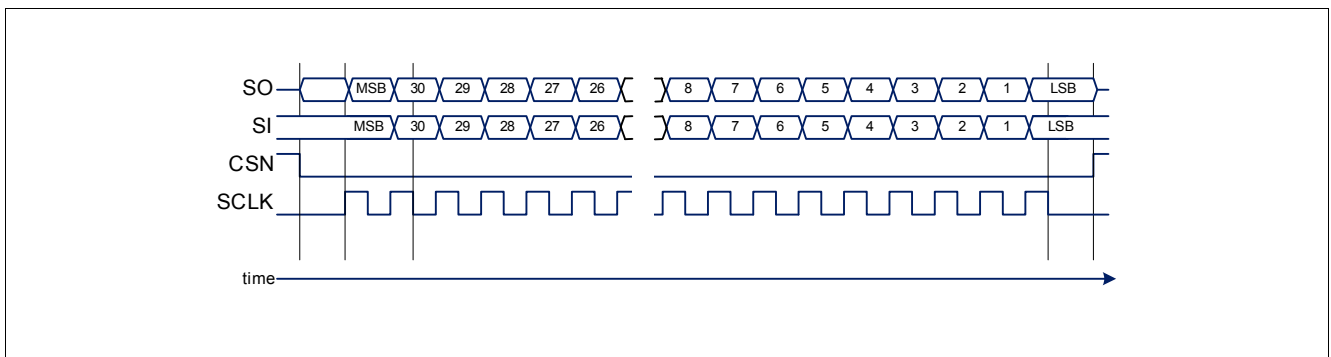 SO MSB 30 29 28 27 26 8 7 6 5 4 3 2 1 LSB
SI MSB 30 29 28 27 26 8 7 6 5 4 3 2 1 LSB
CSN
SCLK
time